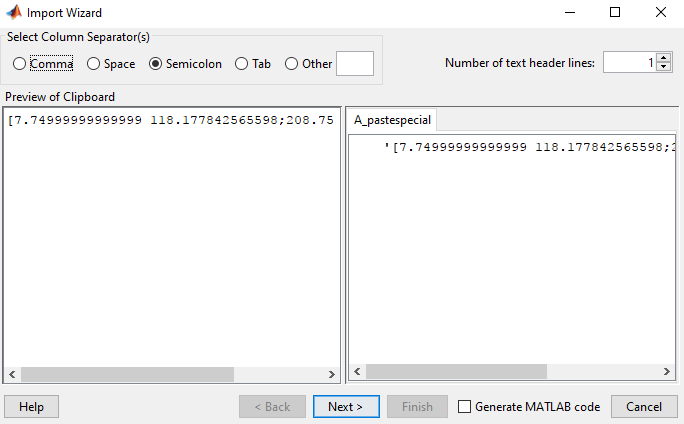 Import Wizard
Select Column Separator(s)
Comma Space Semicolon Tab Other
Number of text header lines: 1
Preview of Clipboard
[7.74999999999999 118.177842565598;208.75
A_pastespecial
'[7.74999999999999 118.177842565598;2
Help < Back Next > Finish Generate MATLAB code Cancel